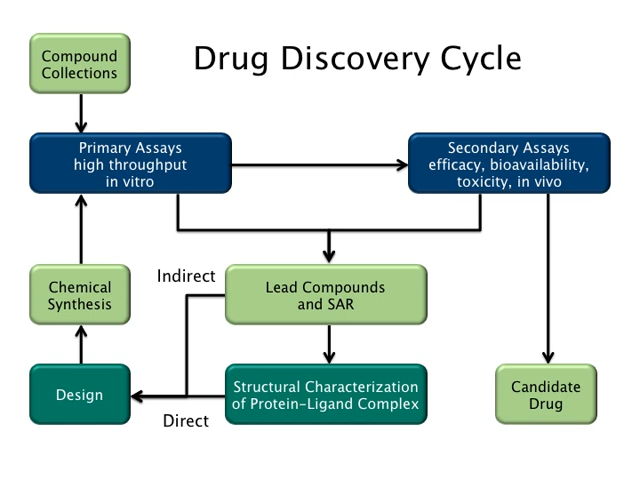 Compound
Collections
Drug Discovery Cycle
Primary Assays
high throughput
in vitro
Secondary Assays
efficacy, bioavailability,
toxicity, in vivo
Chemical
Synthesis
Indirect
Lead Compounds
and SAR
Design
Direct
Structural Characterization
of Protein–Ligand Complex
Candidate
Drug